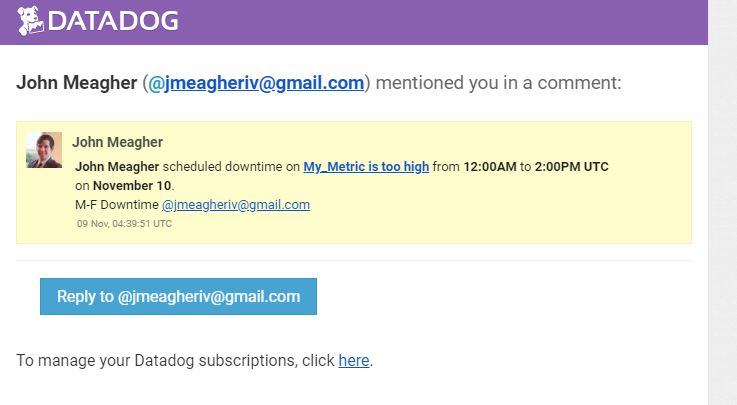 DATADOG
John Meagher (@jmeagheriv@gmail.com) mentioned you in a comment:
John Meagher
John Meagher scheduled downtime on My_Metric is too high from 12:00AM to 2:00PM UTC
on November 10.
M-F Downtime @jmeagheriv@gmail.com
09 Nov, 04:39:51 UTC
Reply to @jmeagheriv@gmail.com
To manage your Datadog subscriptions, click here.